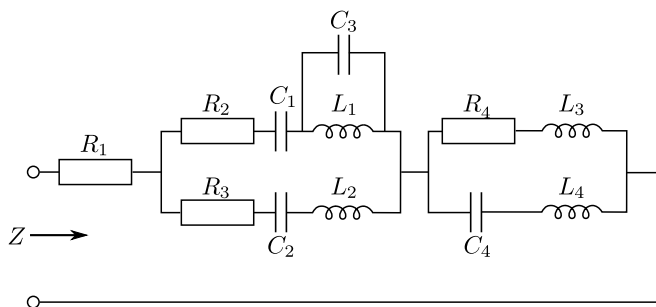 C₃
C₁
R₂ L₁ R₄ L₃
R₁
R₃ L₂ L₄
C₂ C₄
Z